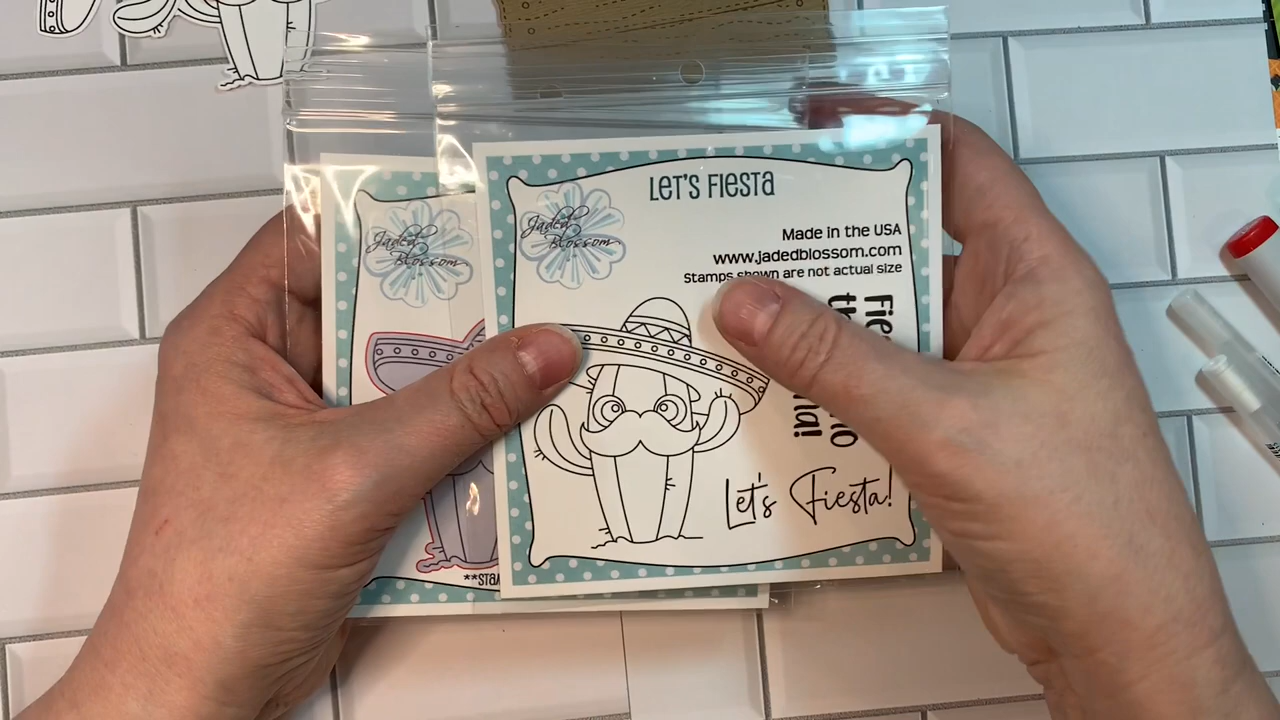 LET'S FIESTA
Jaded
Blossom
Made in the USA
www.jadedblossom.com
Stamps shown are not actual size
Let's Fiesta!
Jaded
Blossom